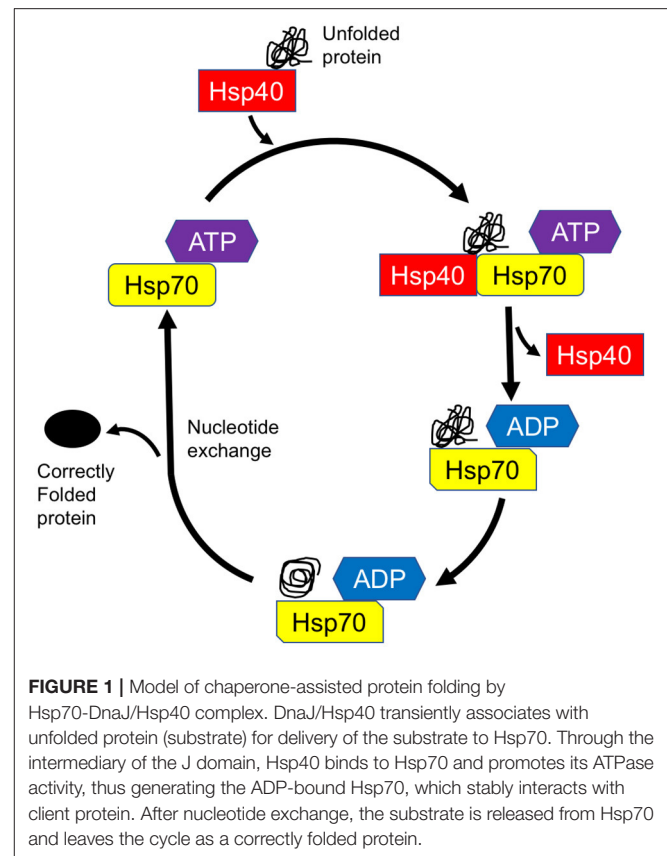 Unfolded
protein
Hsp40
ATP
Hsp70
ATP
Hsp40
Hsp70
Hsp40
ADP
Hsp70
Nucleotide
exchange
Correctly
Folded
protein
ADP
Hsp70
FIGURE 1 | Model of chaperone-assisted protein folding by
Hsp70-DnaJ/Hsp40 complex. DnaJ/Hsp40 transiently associates with
unfolded protein (substrate) for delivery of the substrate to Hsp70. Through the
intermediary of the J domain, Hsp40 binds to Hsp70 and promotes its ATPase
activity, thus generating the ADP-bound Hsp70, which stably interacts with
client protein. After nucleotide exchange, the substrate is released from Hsp70
and leaves the cycle as a correctly folded protein.